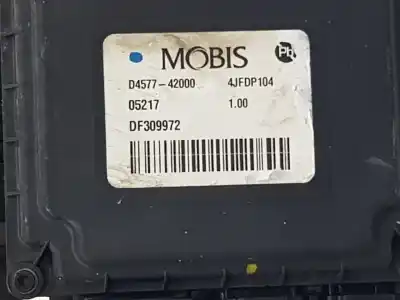 MOBIS Pb
D4577-42000 4JFDP104
05217 1.00
DF309972